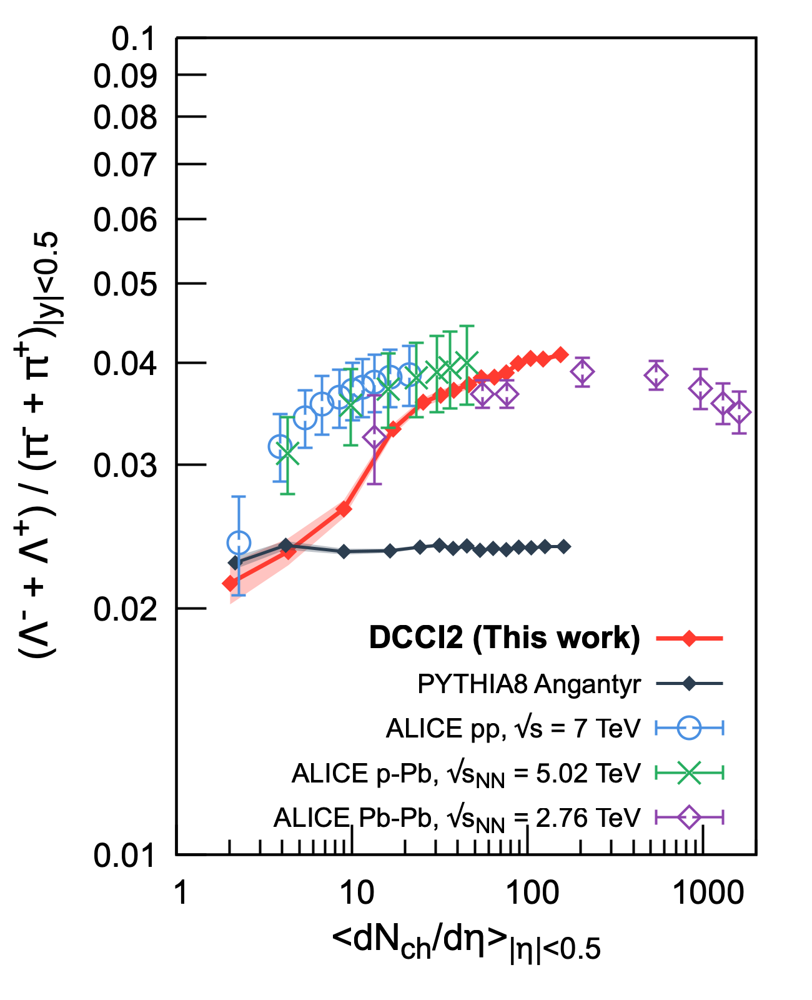 0.1
0.09
0.08
0.07
0.06
0.05
0.04
0.03
0.02
0.01
(Λ⁻ + Λ⁺) / (π⁻ + π⁺)|y|<0.5
DCCI2 (This work)
PYTHIA8 Angantyr
ALICE pp, √s = 7 TeV
ALICE p-Pb, √sNN = 5.02 TeV
ALICE Pb-Pb, √sNN = 2.76 TeV
1 10 100 1000
<dNch/dη>|η|<0.5